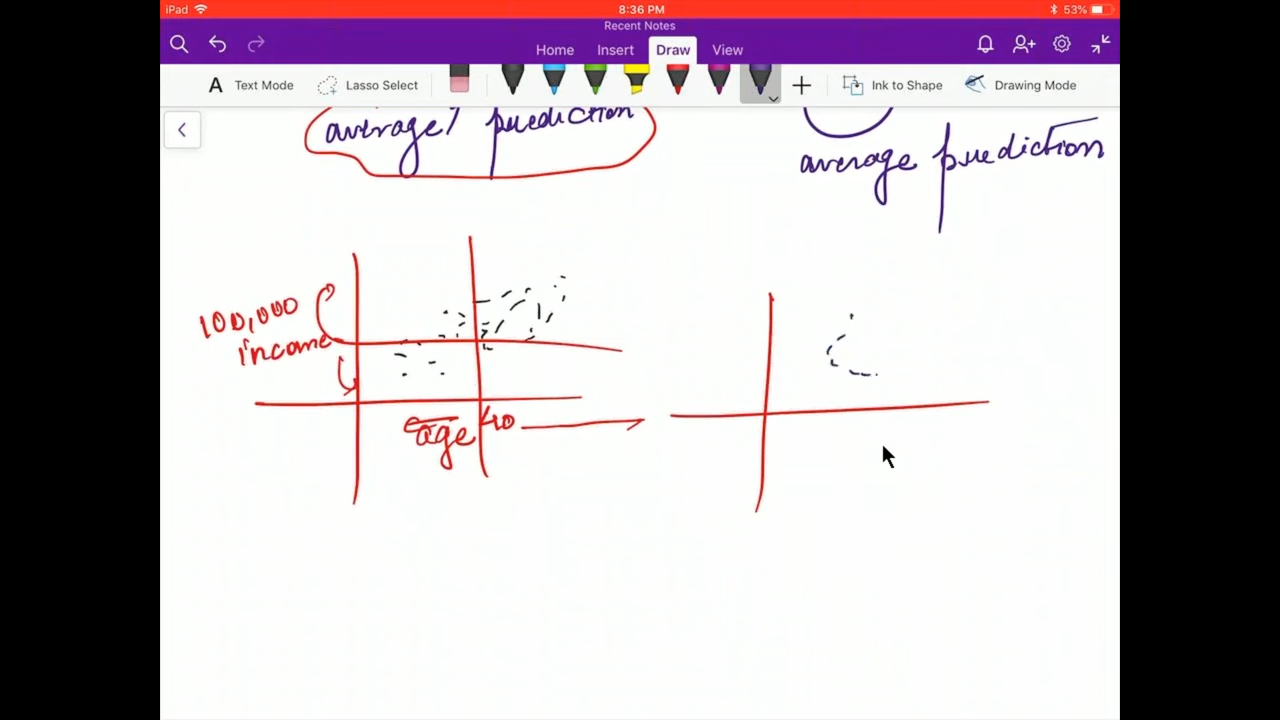 iPad 8:36 PM 53%
Recent Notes
Home Insert Draw View
A Text Mode Lasso Select + Ink to Shape Drawing Mode
average) prediction
average prediction
100,000
income
age 40